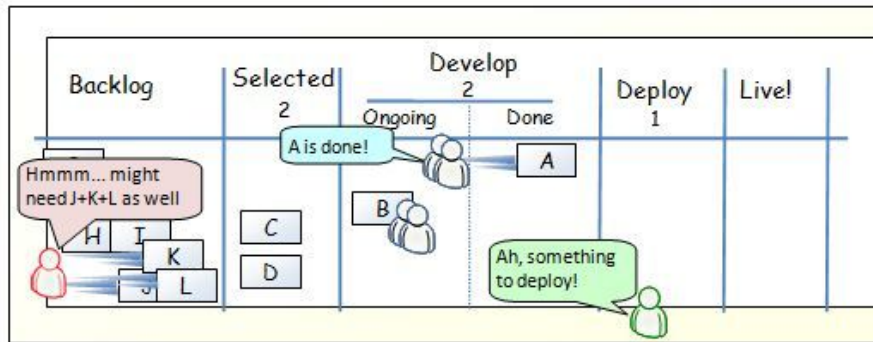 Backlog
Selected
2
Develop
2
Ongoing
Done
Deploy
1
Live!
A is done!
A
Hmmm... might
need J+K+L as well
B
H
I
C
K
D
L
Ah, something
to deploy!